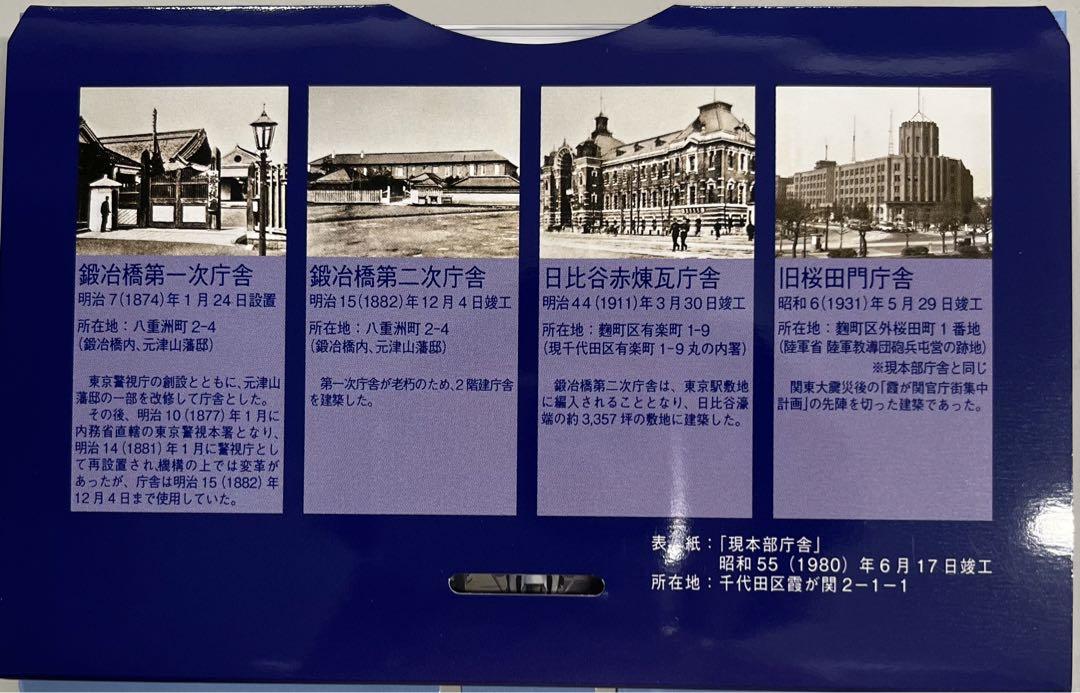 鍛冶橋第一次庁舎
明治7(1874)年1月24日設置
所在地：八重洲町2-4
(鍛冶橋内、元津山藩邸)
東京警視庁の創設とともに、元津山
藩邸の一部を改修して庁舎とした。
その後、明治10(1877)年1月に
内務省直轄の東京警視本署となり、
明治14(1881)年1月に警視庁とし
て再設置され、機構の上では変革が
あったが、庁舎は明治15(1882)年
12月4日まで使用していた。
鍛冶橋第二次庁舎
明治15(1882)年12月4日竣工
所在地：八重洲町2-4
(鍛冶橋内、元津山藩邸)
第一次庁舎が老朽のため、2階建庁舎
を建築した。
日比谷赤煉瓦庁舎
明治44(1911)年3月30日竣工
所在地：麴町区有楽町1-9
(現千代田区有楽町1-9丸の内署)
鍛冶橋第二次庁舎は、東京駅敷地
に編入されることとなり、日比谷濠
端の約3,357坪の敷地に建築した。
旧桜田門庁舎
昭和6(1931)年5月29日竣工
所在地：麴町区外桜田町1番地
(陸軍省 陸軍教導団砲兵屯営の跡地)
※現本部庁舎と同じ
関東大震災後の「霞が関官庁街集中
計画」の先陣を切った建築であった。
表 紙：「現本部庁舎」
昭和55（1980）年6月17日竣工
所在地：千代田区霞が関2−1−1